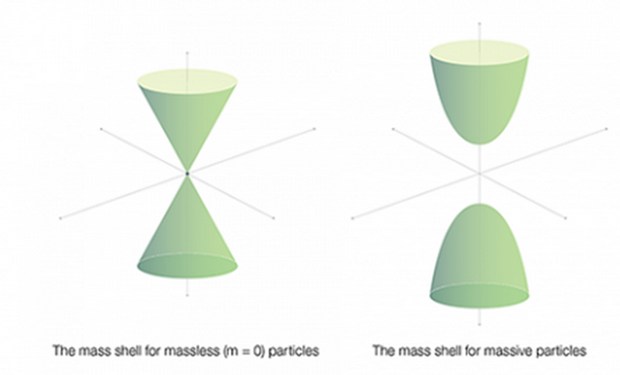 The mass shell for massless (m = 0) particles
The mass shell for massive particles